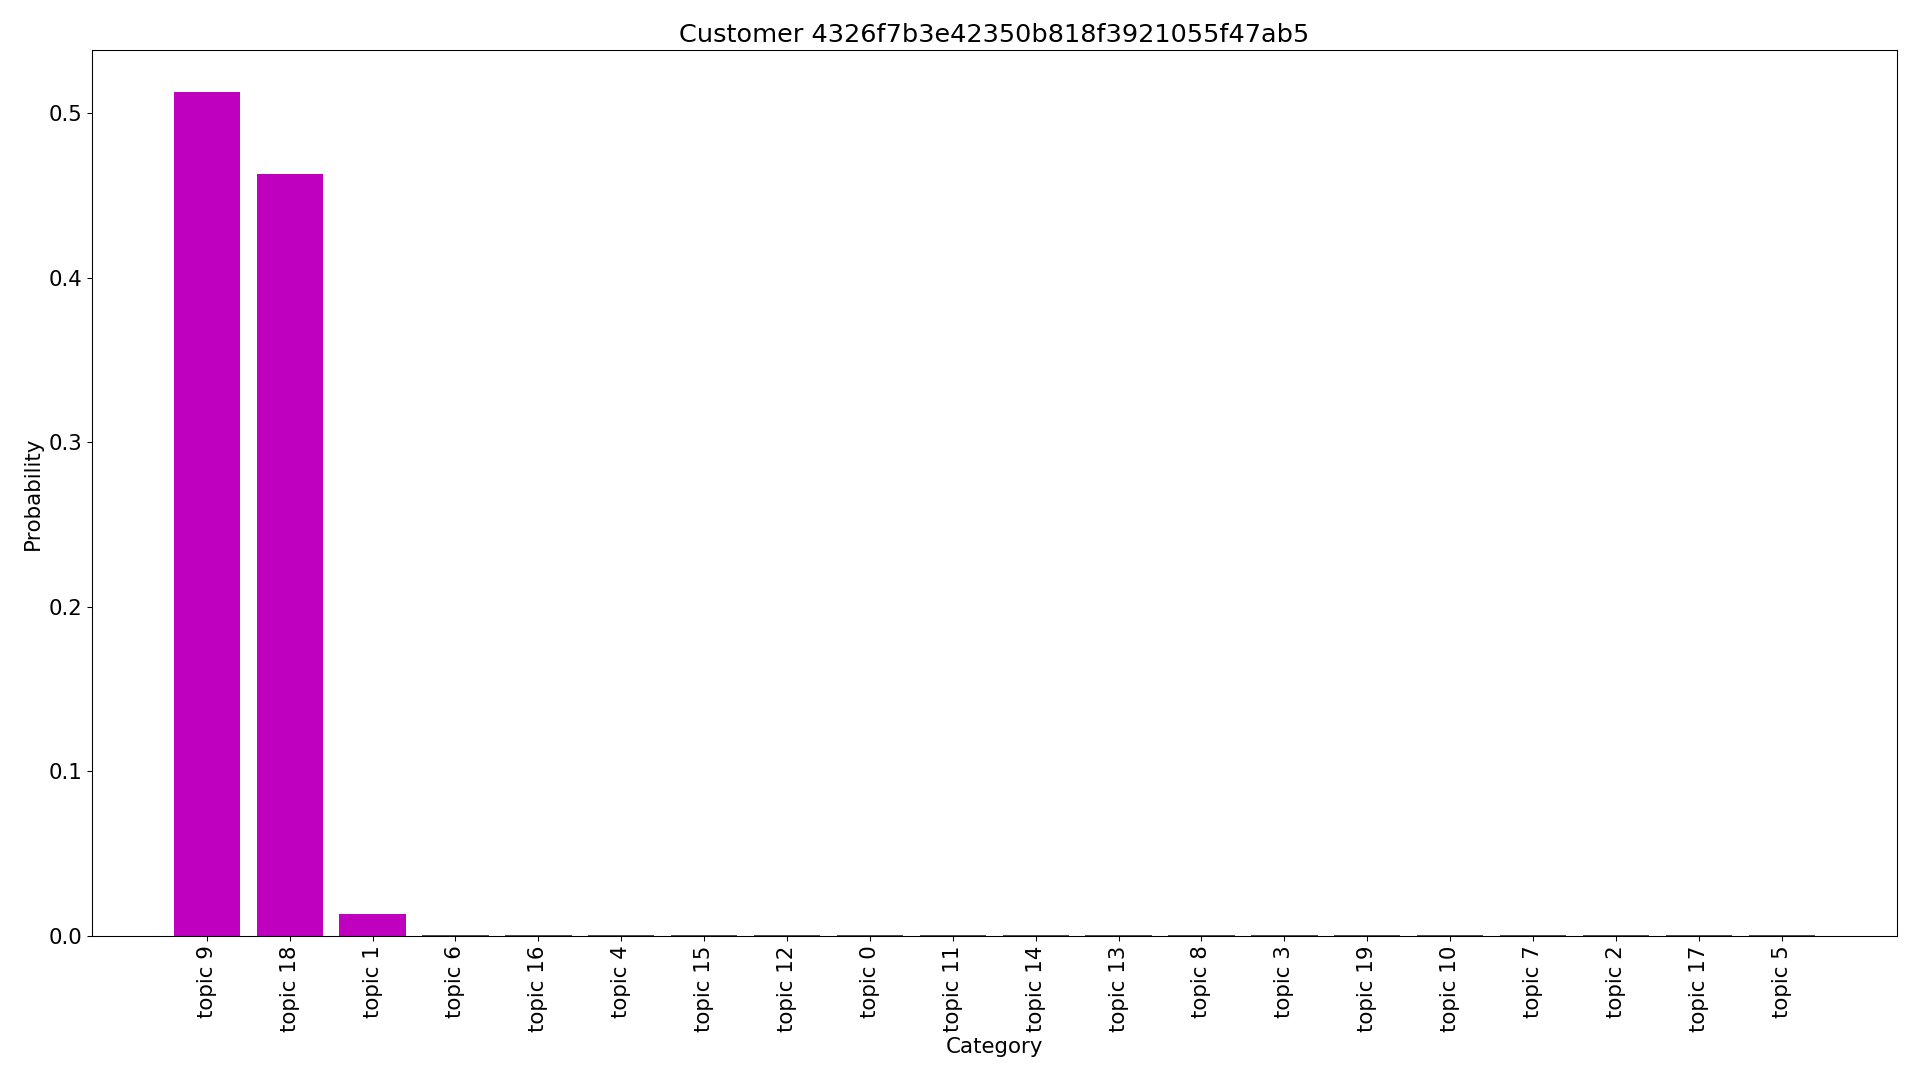 Customer 4326f7b3e42350b818f3921055f47ab5
Probability
0.5
0.4
0.3
0.2
0.1
0.0
topic 9
topic 18
topic 1
topic 6
topic 16
topic 4
topic 15
topic 12
topic 0
topic 11
topic 14
topic 13
topic 8
topic 3
topic 19
topic 10
topic 7
topic 2
topic 17
topic 5
Category